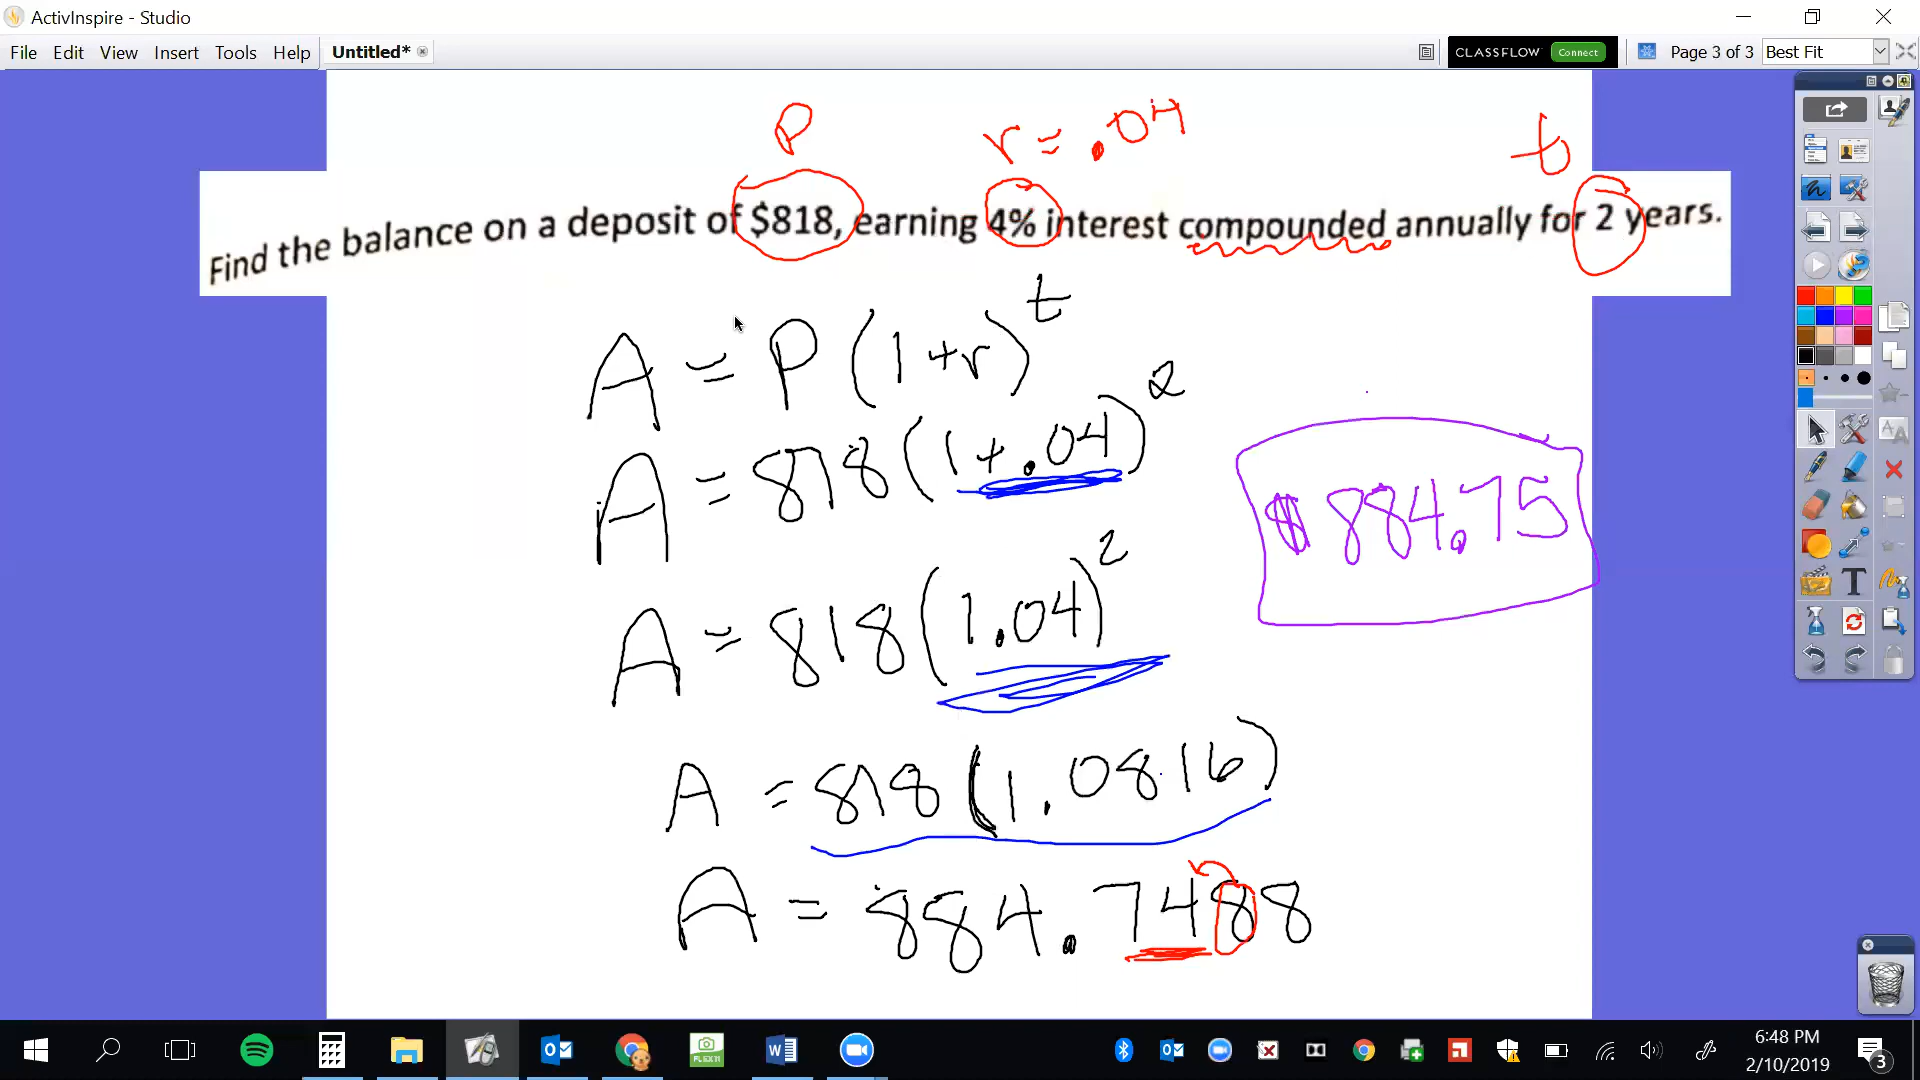 ActivInspire - Studio
File Edit View Insert Tools Help Untitled* CLASSFLOW Connect Page 3 of 3 Best Fit
P r = .04 t
Find the balance on a deposit of $818, earning 4% interest compounded annually for 2 years.
A = P (1 + r)^t
A = 818 (1 + .04)^2
$884.75
A = 818 (1.04)^2
A = 818 (1.0816)
A = 884.7488
6:48 PM
2/10/2019
3